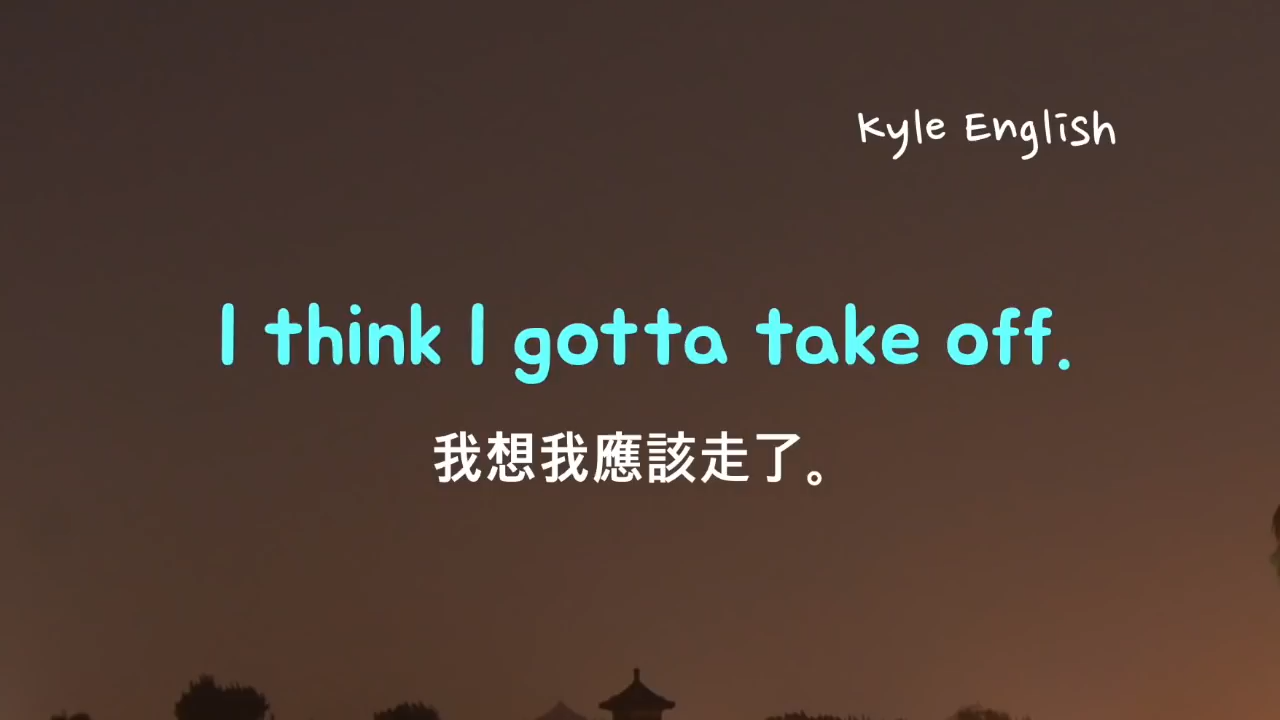 Kyle English
I think I gotta take off.
我想我應該走了。